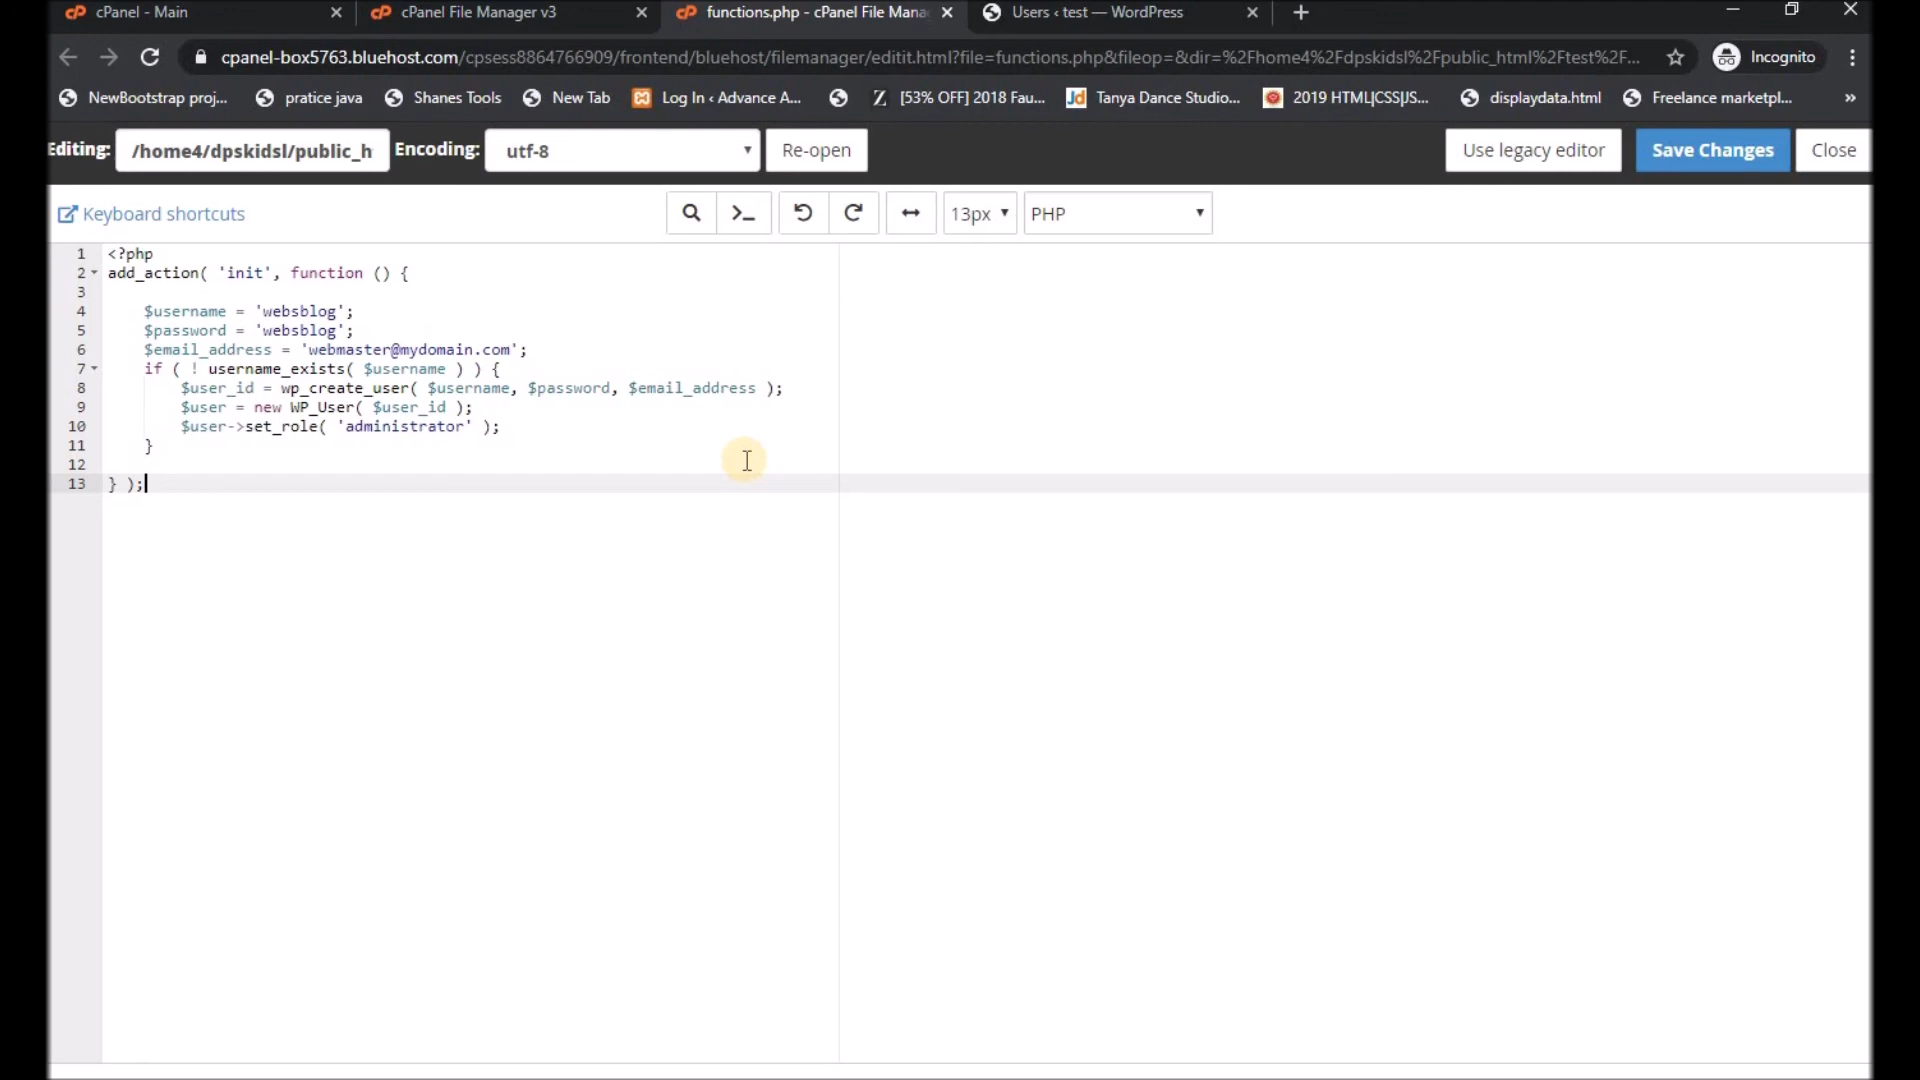 cPanel - Main
cPanel File Manager v3
functions.php - cPanel File Mana
Users ‹ test — WordPress
cpanel-box5763.bluehost.com/cpsess8864766909/frontend/bluehost/filemanager/editit.html?file=functions.php&fileop=&dir=%2Fhome4%2Fdpskidsl%2Fpublic_html%2Ftest%2F...
Incognito
NewBootstrap proj...
pratice java
Shanes Tools
New Tab
Log In ‹ Advance A...
[53% OFF] 2018 Fau...
Tanya Dance Studio...
2019 HTML|CSS|JS...
displaydata.html
Freelance marketpl...
»
Editing:
/home4/dpskidsl/public_h
Encoding:
utf-8
Re-open
Use legacy editor
Save Changes
Close
Keyboard shortcuts
13px
PHP
1 <?php
2 add_action( 'init', function () {
3
4 $username = 'websblog';
5 $password = 'websblog';
6 $email_address = 'webmaster@mydomain.com';
7 if ( ! username_exists( $username ) ) {
8 $user_id = wp_create_user( $username, $password, $email_address );
9 $user = new WP_User( $user_id );
10 $user->set_role( 'administrator' );
11 }
12
13 } );